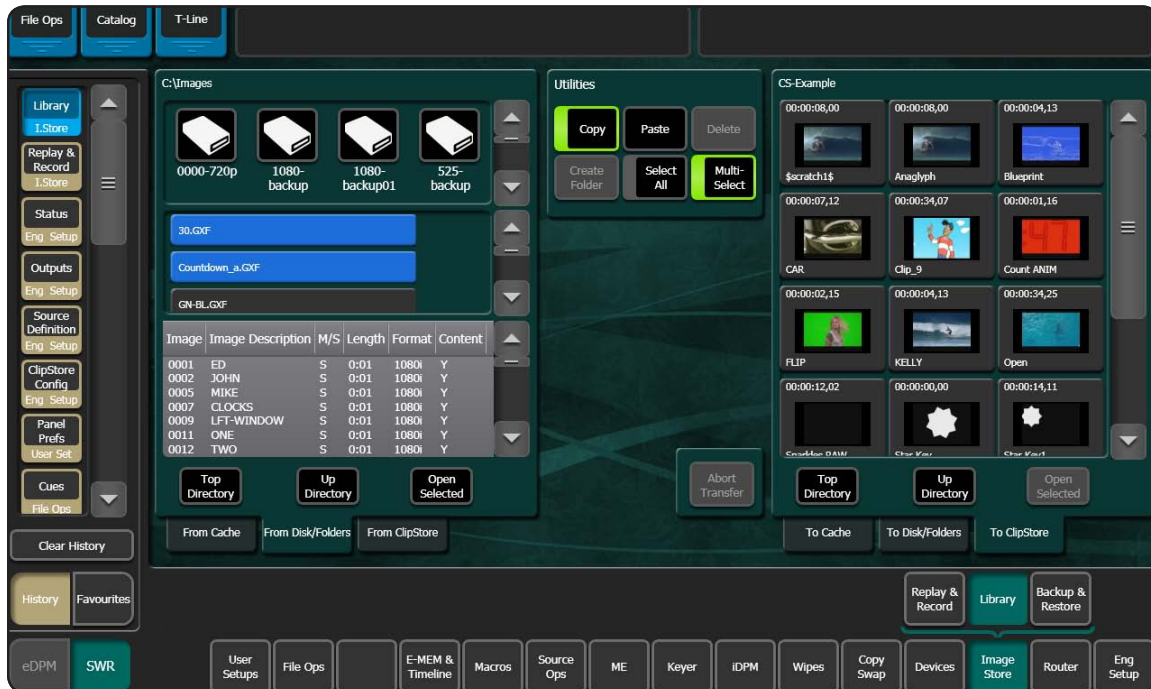 File Ops
Catalog
T-Line
Library
I.Store
Replay &
Record
I.Store
Status
Eng Setup
Outputs
Eng Setup
Source
Definition
Eng Setup
ClipStore
Config
Eng Setup
Panel
Prefs
User Set
Cues
File Ops
Clear History
History
Favourites
eDPM
SWR
C:\Images
0000-720p
1080-
backup
1080-
backup01
525-
backup
30.GXF
Countdown_a.GXF
GN-BL.GXF
Image Image Description M/S Length Format Content
0001 ED S 0:01 1080i Y
0002 JOHN S 0:01 1080i Y
0005 MIKE S 0:01 1080i Y
0007 CLOCKS S 0:01 1080i Y
0009 LFT-WINDOW S 0:01 1080i Y
0011 ONE S 0:01 1080i Y
0012 TWO S 0:01 1080i Y
Top
Directory
Up
Directory
Open
Selected
From Cache
From Disk/Folders
From ClipStore
Utilities
Copy
Paste
Delete
Create
Folder
Select
All
Multi-
Select
Abort
Transfer
CS-Example
00:00:08,00
00:00:08,00
00:00:04,13
$scratch1$
Anaglyph
Blueprint
00:00:07,12
00:00:34,07
00:00:01,16
47
CAR
Clip_9
Count ANIM
00:00:02,15
00:00:04,13
00:00:34,25
FLIP
KELLY
Open
00:00:12,02
00:00:00,00
00:00:14,11
Sparkles RAW
Star Key
Star Key1
Top
Directory
Up
Directory
Open
Selected
To Cache
To Disk/Folders
To ClipStore
Replay &
Record
Library
Backup &
Restore
User
Setups
File Ops
E-MEM &
Timeline
Macros
Source
Ops
ME
Keyer
iDPM
Wipes
Copy
Swap
Devices
Image
Store
Router
Eng
Setup